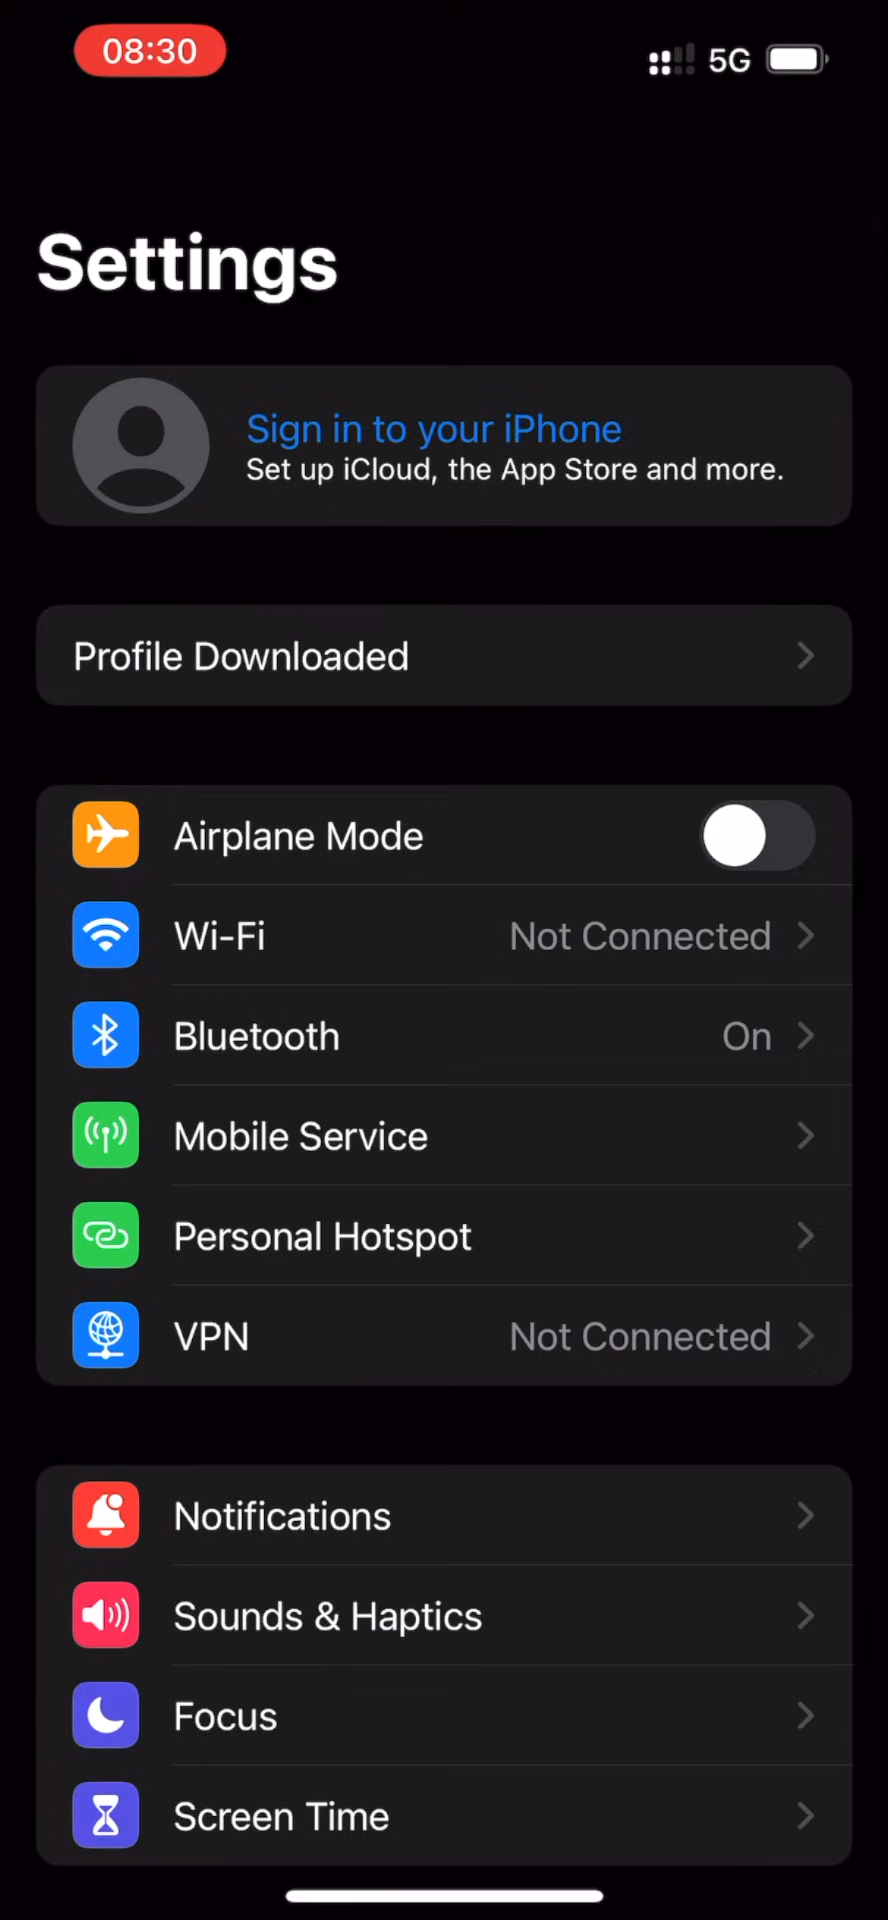 08:30
5G
Settings
Sign in to your iPhone
Set up iCloud, the App Store and more.
Profile Downloaded
Airplane Mode
Wi-Fi Not Connected
Bluetooth On
Mobile Service
Personal Hotspot
VPN Not Connected
Notifications
Sounds & Haptics
Focus
Screen Time